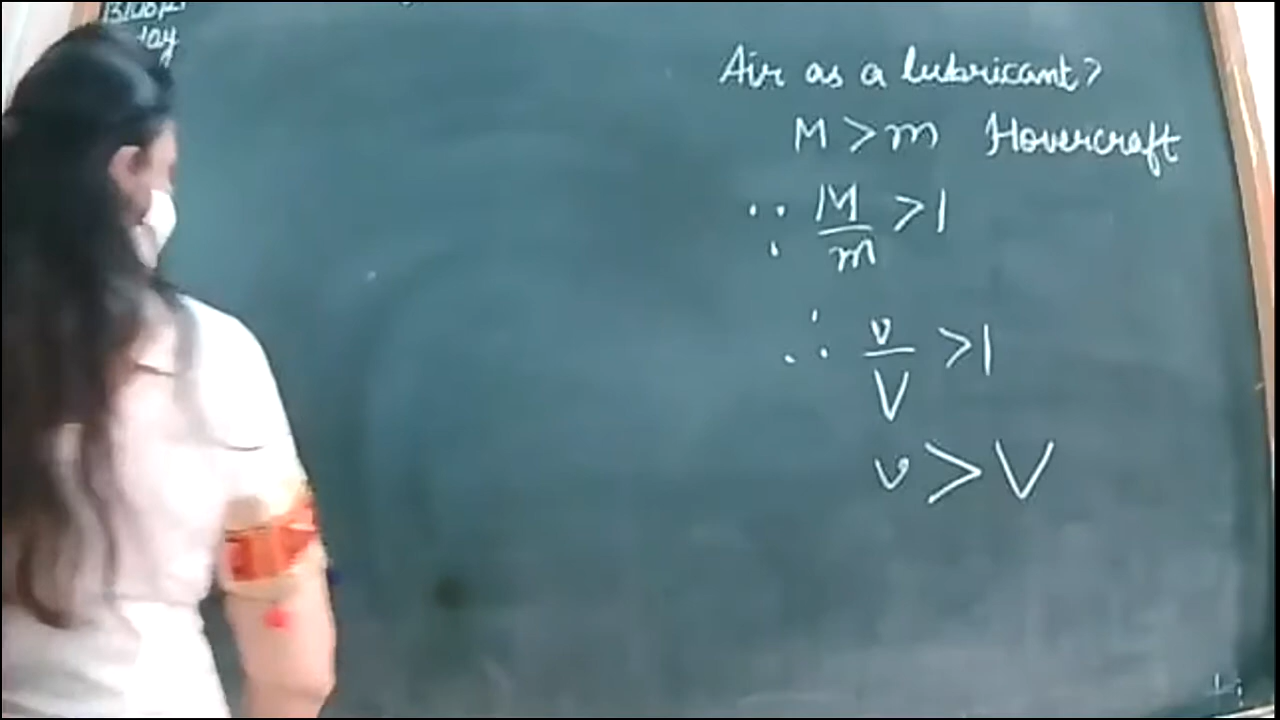 Air as a lubricant?
M > m Hovercraft
∵ M/m > 1
∴ v/V > 1
v > V